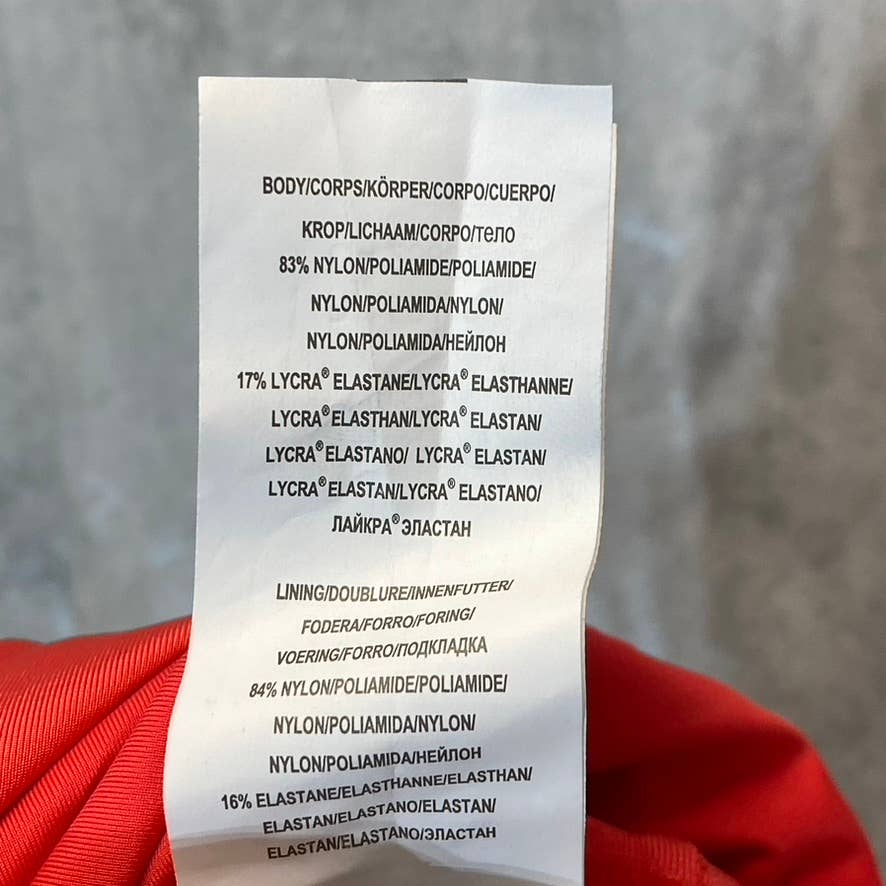 BODY/CORPS/KÖRPER/CORPO/CUERPO/
KROP/LICHAAM/CORPO/тело
83% NYLON/POLIAMIDE/POLIAMIDE/
NYLON/POLIAMIDA/NYLON/
NYLON/POLIAMIDA/НЕЙЛОН
17% LYCRA® ELASTANE/LYCRA® ELASTHANNE/
LYCRA® ELASTHAN/LYCRA® ELASTAN/
LYCRA® ELASTANO/ LYCRA® ELASTAN/
LYCRA® ELASTAN/LYCRA® ELASTANO/
ЛАЙКРА® ЭЛАСТАН
LINING/DOUBLURE/INNENFUTTER/
FODERA/FORRO/FORING/
VOERING/FORRO/ПОДКЛАДКА
84% NYLON/POLIAMIDE/POLIAMIDE/
NYLON/POLIAMIDA/NYLON/
NYLON/POLIAMIDA/НЕЙЛОН
16% ELASTANE/ELASTHANNE/ELASTHAN/
ELASTAN/ELASTANO/ELASTAN/
ELASTAN/ELASTANO/ЭЛАСТАН